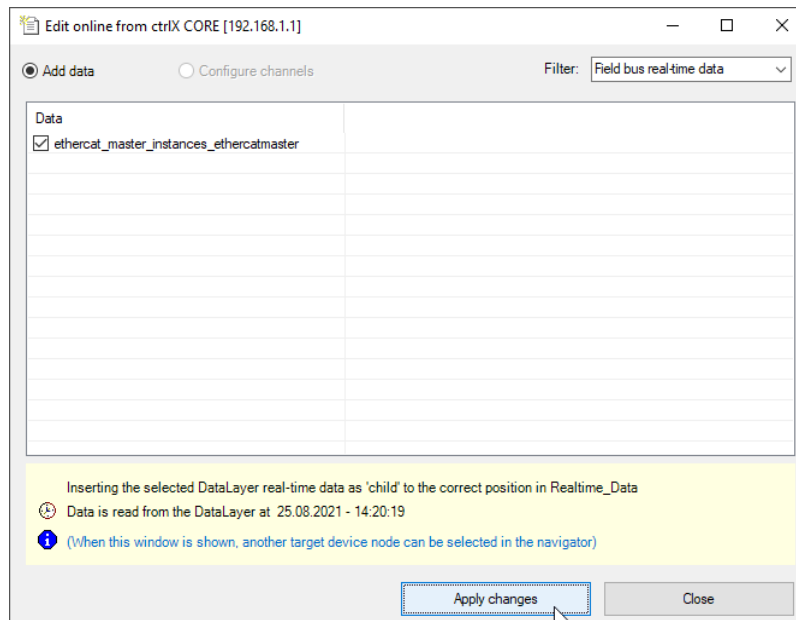 Edit online from ctrlX CORE [192.168.1.1]
Add data Configure channels Filter: Field bus real-time data
Data
ethercat_master_instances_ethercatmaster
Inserting the selected DataLayer real-time data as 'child' to the correct position in Realtime_Data
Data is read from the DataLayer at 25.08.2021 - 14:20:19
(When this window is shown, another target device node can be selected in the navigator)
Apply changes Close